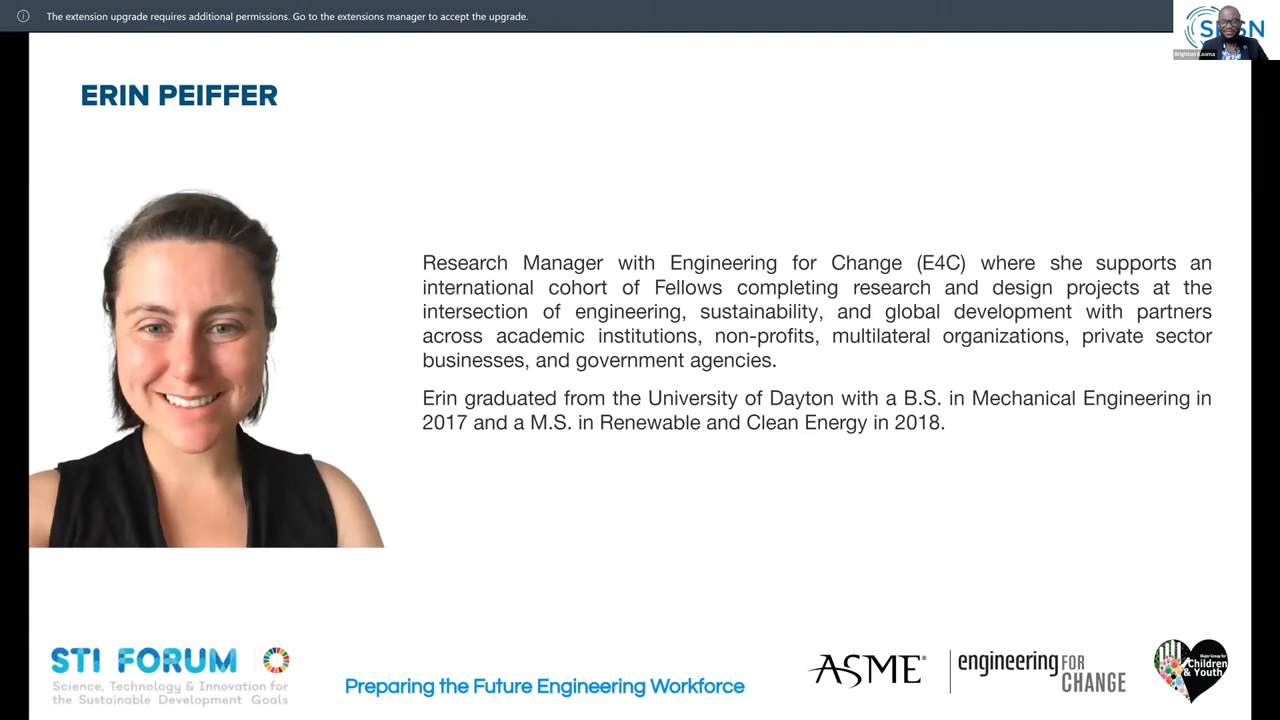 The extension upgrade requires additional permissions. Go to the extensions manager to accept the upgrade.
ERIN PEIFFER
Research Manager with Engineering for Change (E4C) where she supports an
international cohort of Fellows completing research and design projects at the
intersection of engineering, sustainability, and global development with partners
across academic institutions, non-profits, multilateral organizations, private sector
businesses, and government agencies.
Erin graduated from the University of Dayton with a B.S. in Mechanical Engineering in
2017 and a M.S. in Renewable and Clean Energy in 2018.
STI FORUM
Science, Technology & Innovation for
the Sustainable Development Goals
Preparing the Future Engineering Workforce
ASME®
engineering FOR
CHANGE
Major Group for
Children
& Youth